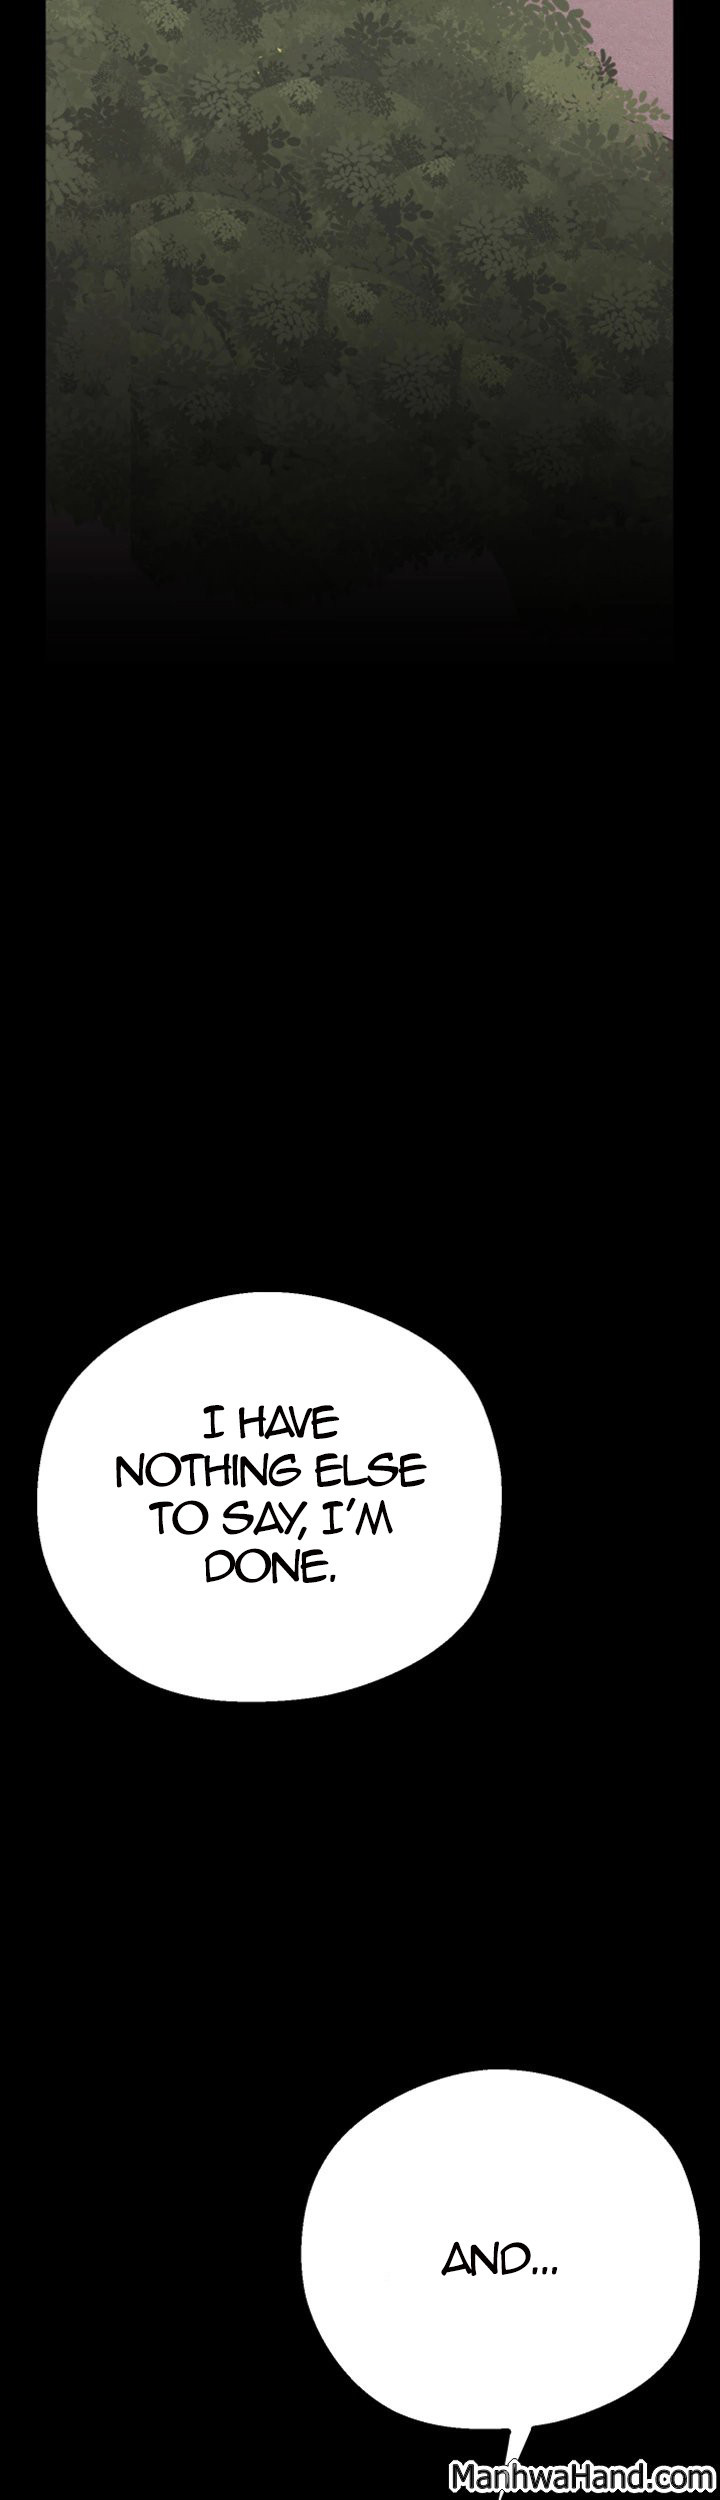 I HAVE
NOTHING ELSE
TO SAY, I'M
DONE.
AND...
ManhwaHand.com